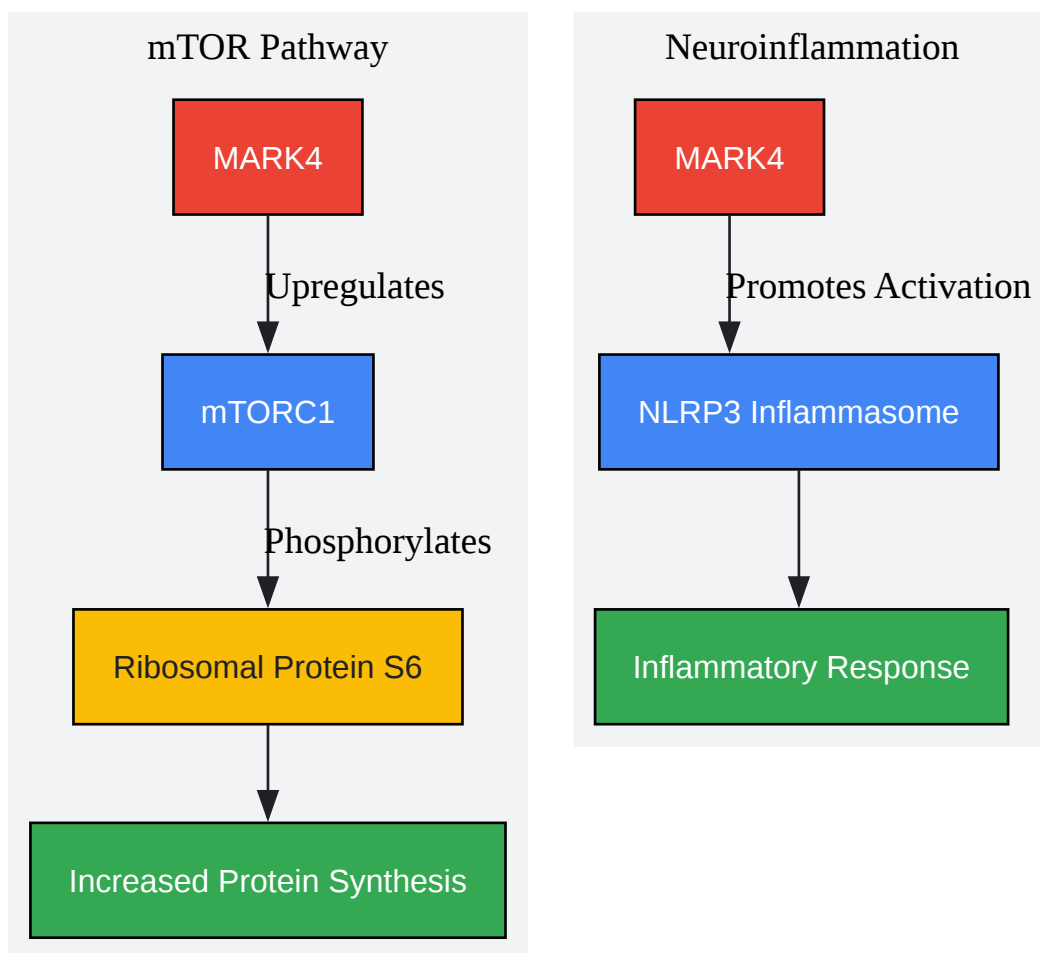 mTOR Pathway
MARK4
Upregulates
mTORC1
Phosphorylates
Ribosomal Protein S6
Increased Protein Synthesis
Neuroinflammation
MARK4
Promotes Activation
NLRP3 Inflammasome
Inflammatory Response